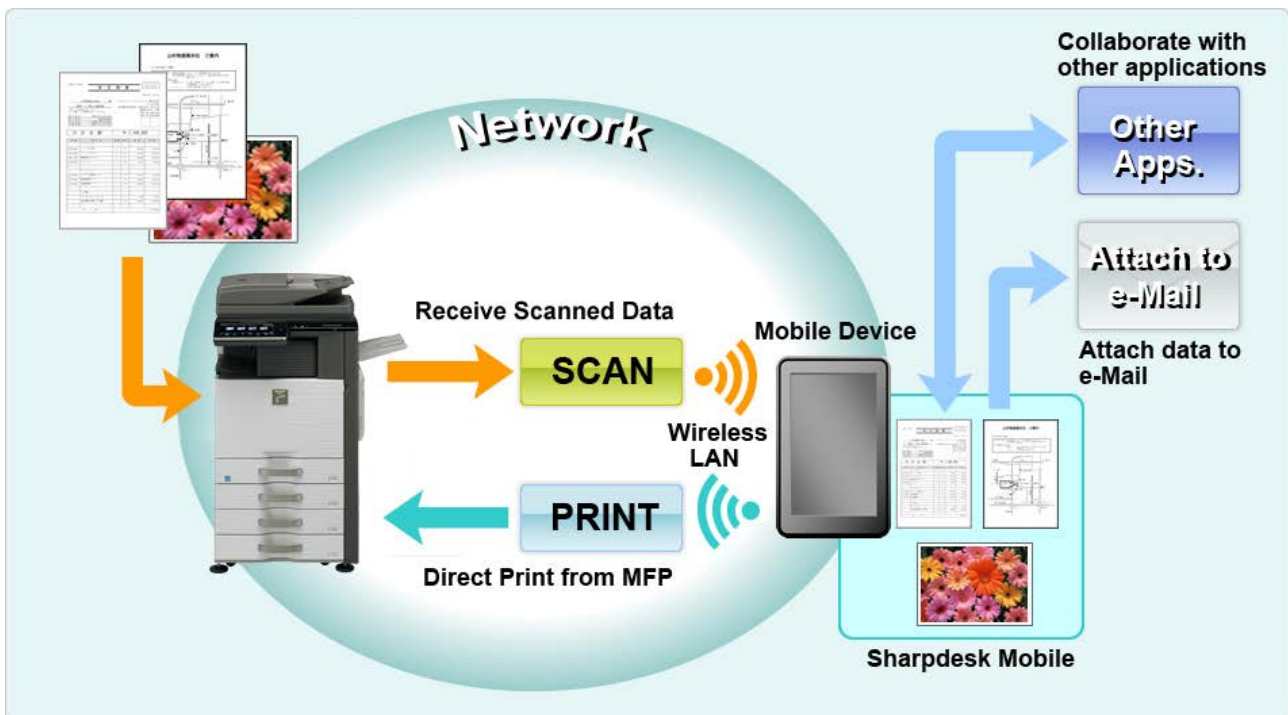 Collaborate with
other applications
Network
Other
Apps.
Receive Scanned Data
SCAN
Mobile Device
Attach to
e-Mail
Attach data to
e-Mail
Wireless
LAN
PRINT
Direct Print from MFP
Sharpdesk Mobile